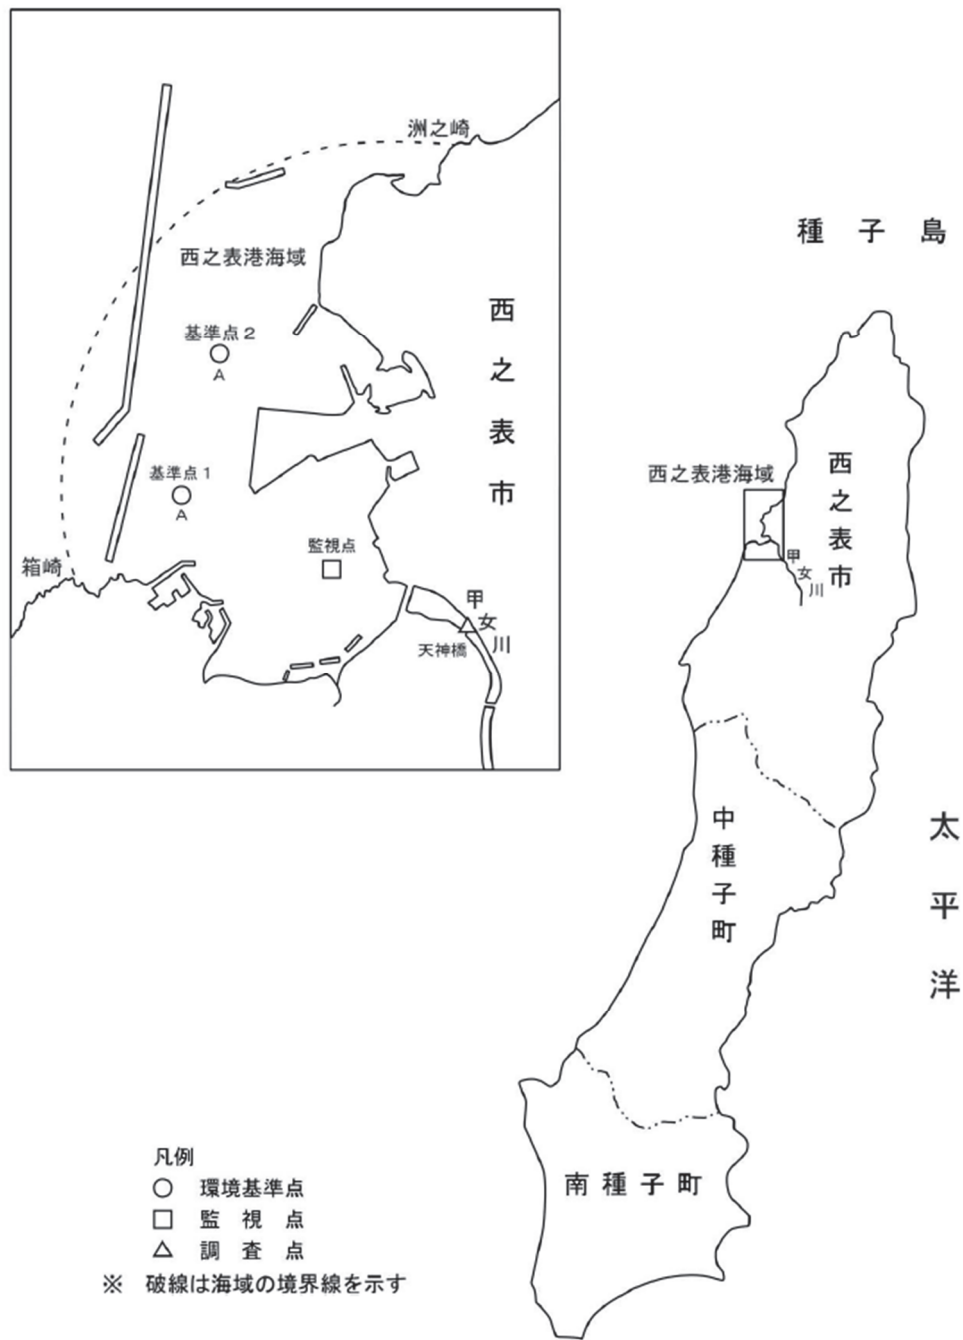 洲之崎
西之表港海域
基準点2
A
西之表市
基準点1
A
監視点
箱崎
甲女川
天神橋
種子島
西之表港海域
西之表市
甲女川
中種子町
太平洋
南種子町
凡例
○ 環境基準点
□ 監視点
△ 調査点
※ 破線は海域の境界線を示す